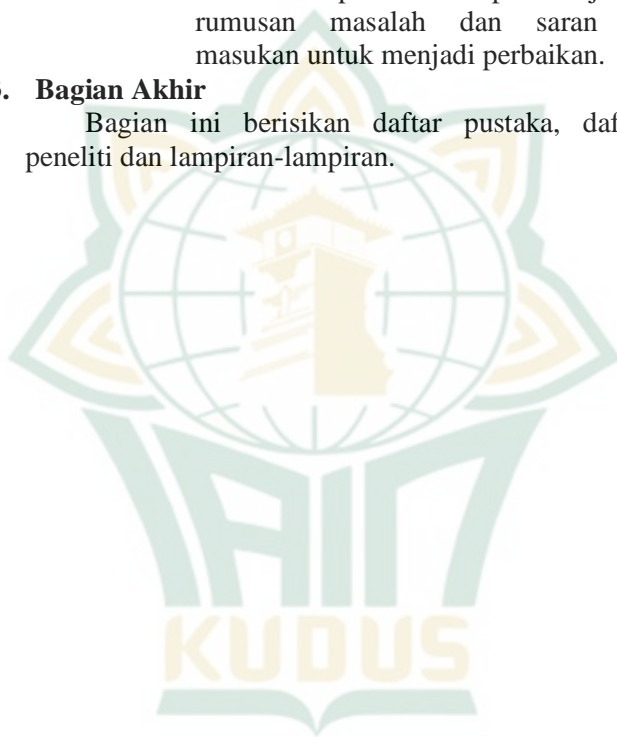 rumusan masalah dan saran
masukan untuk menjadi perbaikan.
Bagian Akhir
Bagian ini berisikan daftar pustaka, daf
peneliti dan lampiran-lampiran.
IAIN
KUDUS